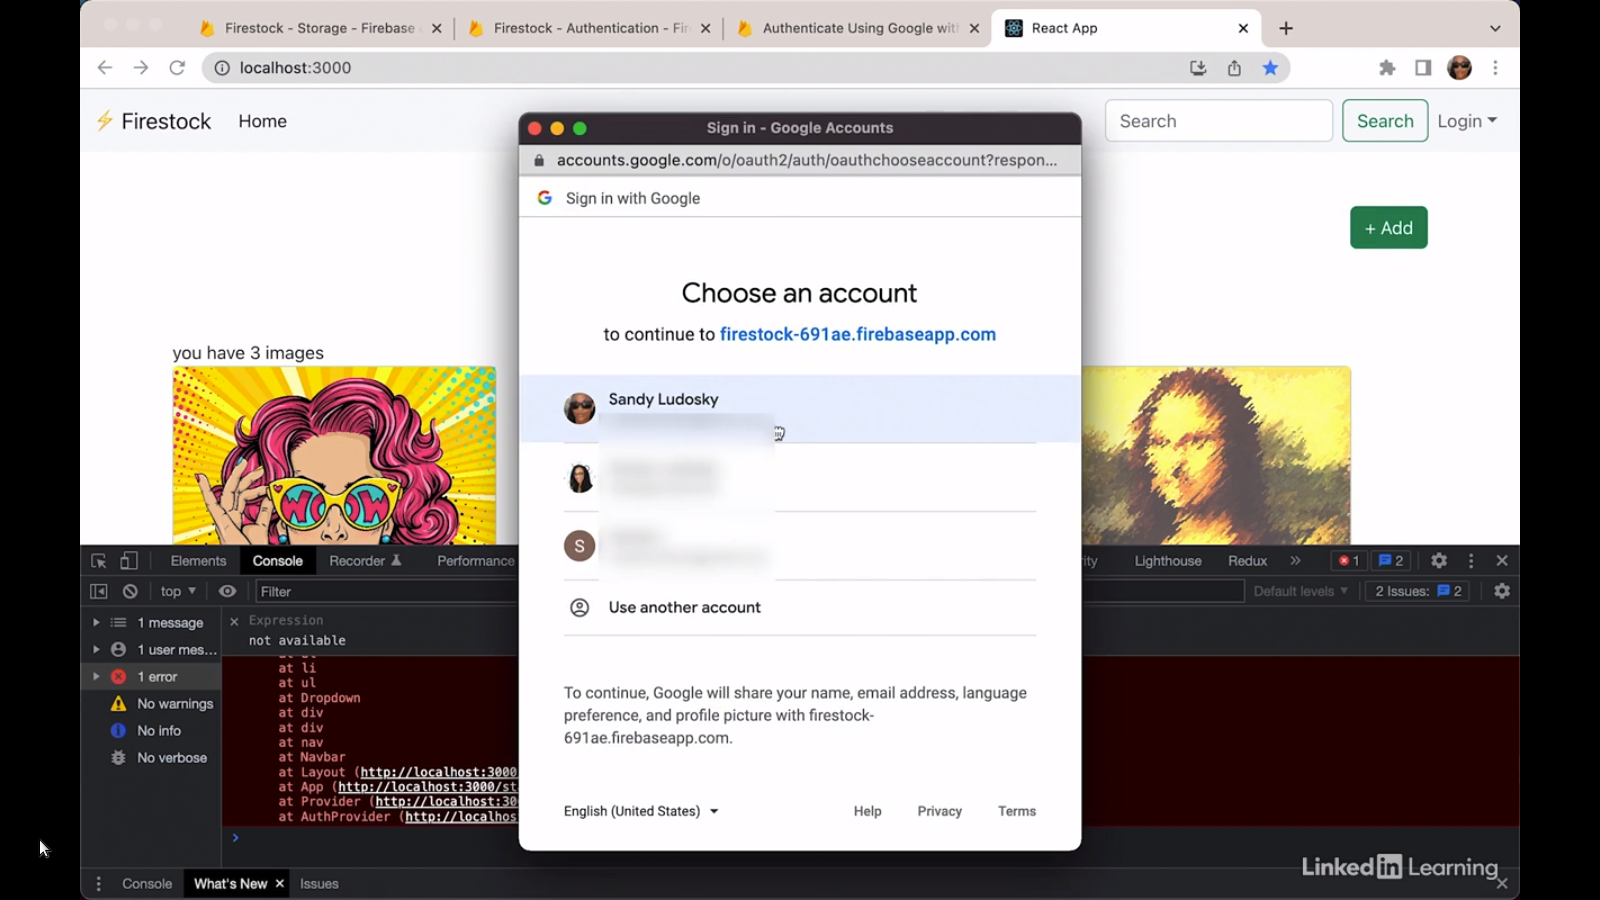 Firestock - Storage - Firebase
Firestock - Authentication - Fir
Authenticate Using Google with
React App
localhost:3000
Firestock
Home
Search
Search
Login
+ Add
you have 3 images
WOW
Sign in - Google Accounts
accounts.google.com/o/oauth2/auth/oauthchooseaccount?respon...
Sign in with Google
Choose an account
to continue to firestock-691ae.firebaseapp.com
Sandy Ludosky
S
Use another account
To continue, Google will share your name, email address, language
preference, and profile picture with firestock-
691ae.firebaseapp.com.
English (United States)
Help
Privacy
Terms
Elements
Console
Recorder
Performance
Lighthouse
Redux
1
2
top
Filter
Default levels
2 Issues:
2
1 message
1 user mes...
1 error
No warnings
No info
No verbose
Expression
not available
at li
at ul
at Dropdown
at div
at div
at nav
at Navbar
at Layout (http://localhost:3000
at App (http://localhost:3000/st
at Provider (http://localhost:30
at AuthProvider (http://localhos
Console
What's New
Issues
Linked in Learning